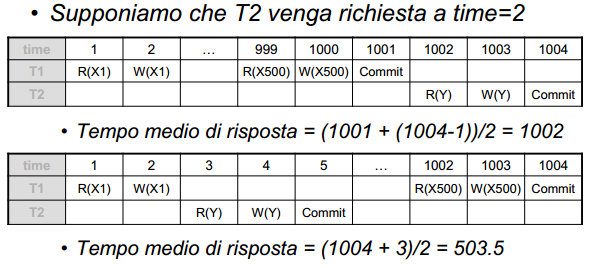 • Supponiamo che T2 venga richiesta a time=2
time 1 2 ... 999 1000 1001 1002 1003 1004
T1 R(X1) W(X1) R(X500) W(X500) Commit
T2 R(Y) W(Y) Commit
• Tempo medio di risposta = (1001 + (1004-1))/2 = 1002
time 1 2 3 4 5 ... 1002 1003 1004
T1 R(X1) W(X1) R(X500) W(X500) Commit
T2 R(Y) W(Y) Commit
• Tempo medio di risposta = (1004 + 3)/2 = 503.5